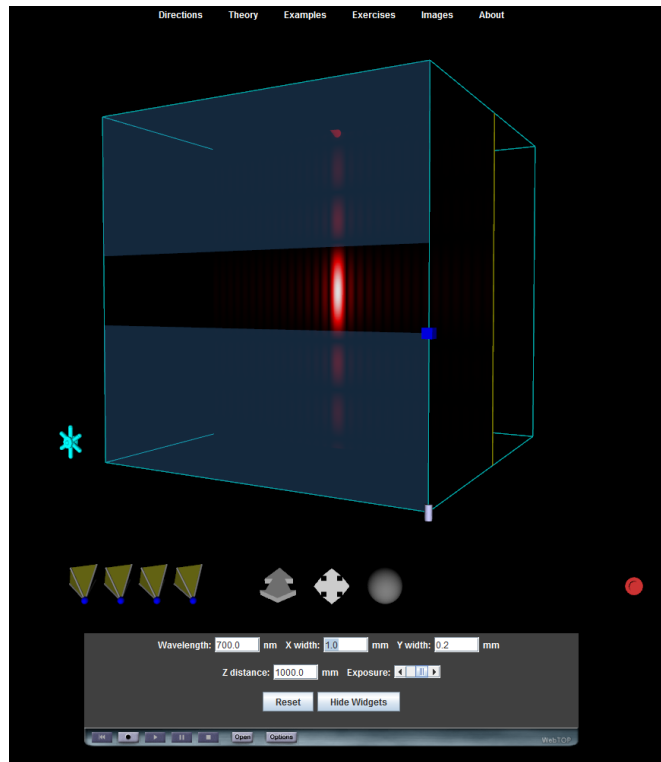 Directions Theory Examples Exercises Images About
Wavelength: 700.0 nm X width: 1.0 mm Y width: 0.2 mm
Z distance: 1000.0 mm Exposure:
Reset Hide Widgets
Open Options WebTOP